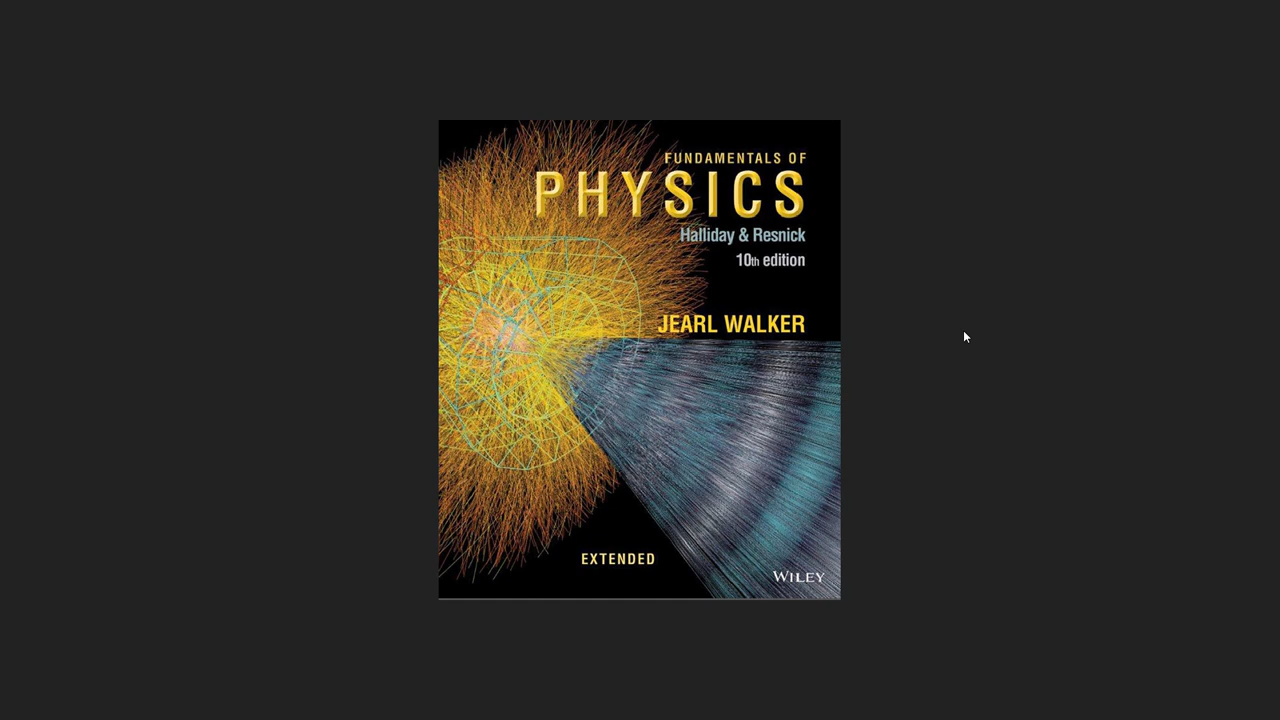 FUNDAMENTALS OF
PHYSICS
Halliday & Resnick
10th edition
JEARL WALKER
EXTENDED
WILEY